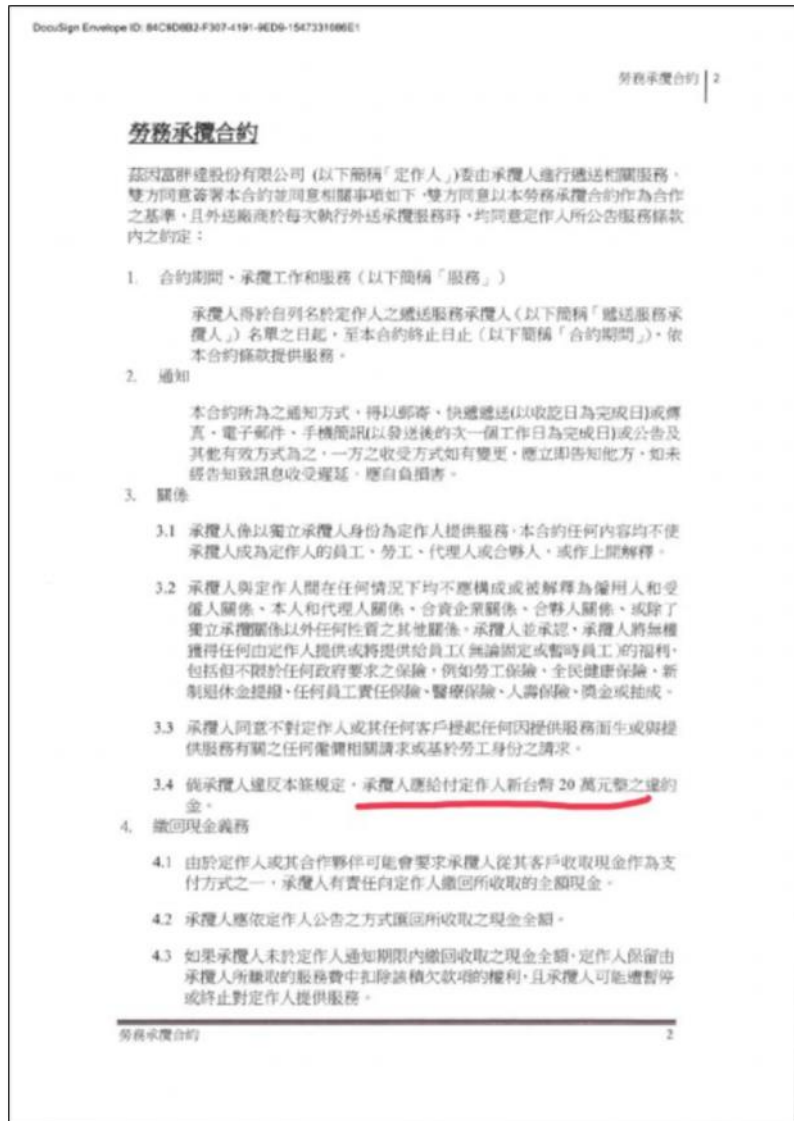 DocuSign Envelope ID: 84C9D8B2-F307-4191-9ED9-1547331086E1
勞務承攬合約 2
勞務承攬合約
茲因富胖達股份有限公司 (以下簡稱「定作人」)委由承攬人進行遞送相關服務。
雙方同意簽署本合約並同意相關事項如下,雙方同意以本勞務承攬合約作為合作
之基準,且外送廠商於每次執行外送承攬服務時,均同意定作人所公告服務條款
內之約定:
1. 合約期間、承攬工作和服務(以下簡稱「服務」)
承攬人得於自列名於定作人之遞送服務承攬人(以下簡稱「遞送服務承
攬人」)名單之日起,至本合約終止日止(以下簡稱「合約期間」),依
本合約條款提供服務。
2. 通知
本合約所為之通知方式,得以郵寄、快遞遞送(以收訖日為完成日)或傳
真、電子郵件、手機簡訊(以發送後的次一個工作日為完成日)或公告及
其他有效方式為之,一方之收受方式如有變更,應立即告知他方,如未
經告知致訊息收受遲延,應自負損害。
3. 關係
3.1 承攬人係以獨立承攬人身份為定作人提供服務,本合約的任何內容均不使
承攬人成為定作人的員工、勞工、代理人或合夥人,或作上開解釋。
3.2 承攬人與定作人間在任何情況下均不應構成或被解釋為僱用人和受
僱人關係、本人和代理人關係、合資企業關係、合夥人關係、或除了
獨立承攬關係以外任何性質之其他關係。承攬人並承認,承攬人將無權
獲得任何由定作人提供或將提供給員工(無論固定或暫時員工)的福利,
包括但不限於任何政府要求之保險,例如勞工保險、全民健康保險、新
制退休金提撥、任何員工責任保險、醫療保險、人壽保險、獎金或抽成。
3.3 承攬人同意不對定作人或其任何客戶提起任何因提供服務而生或與提
供服務有關之任何僱傭相關請求或基於勞工身份之請求。
3.4 倘承攬人違反本條規定,承攬人應給付定作人新台幣 20 萬元整之違約
金。
4. 繳回現金義務
4.1 由於定作人或其合作夥伴可能會要求承攬人從其客戶收取現金作為支
付方式之一,承攬人有責任向定作人繳回所收取的全額現金。
4.2 承攬人應依定作人公告之方式匯回所收取之現金全額。
4.3 如果承攬人未於定作人通知期限內繳回收取之現金全額,定作人保留由
承攬人所賺取的服務費中扣除該積欠款項的權利,且承攬人可能遭暫停
或終止對定作人提供服務。
勞務承攬合約 2